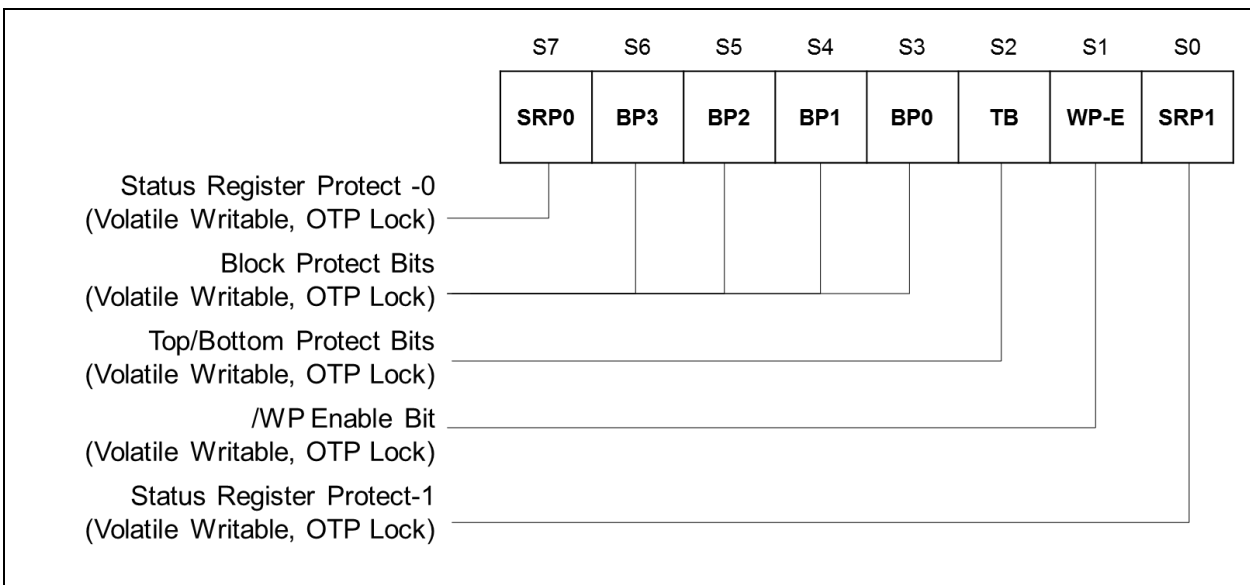 S7 S6 S5 S4 S3 S2 S1 S0
SRP0 BP3 BP2 BP1 BP0 TB WP-E SRP1
Status Register Protect -0
(Volatile Writable, OTP Lock)
Block Protect Bits
(Volatile Writable, OTP Lock)
Top/Bottom Protect Bits
(Volatile Writable, OTP Lock)
/WP Enable Bit
(Volatile Writable, OTP Lock)
Status Register Protect-1
(Volatile Writable, OTP Lock)